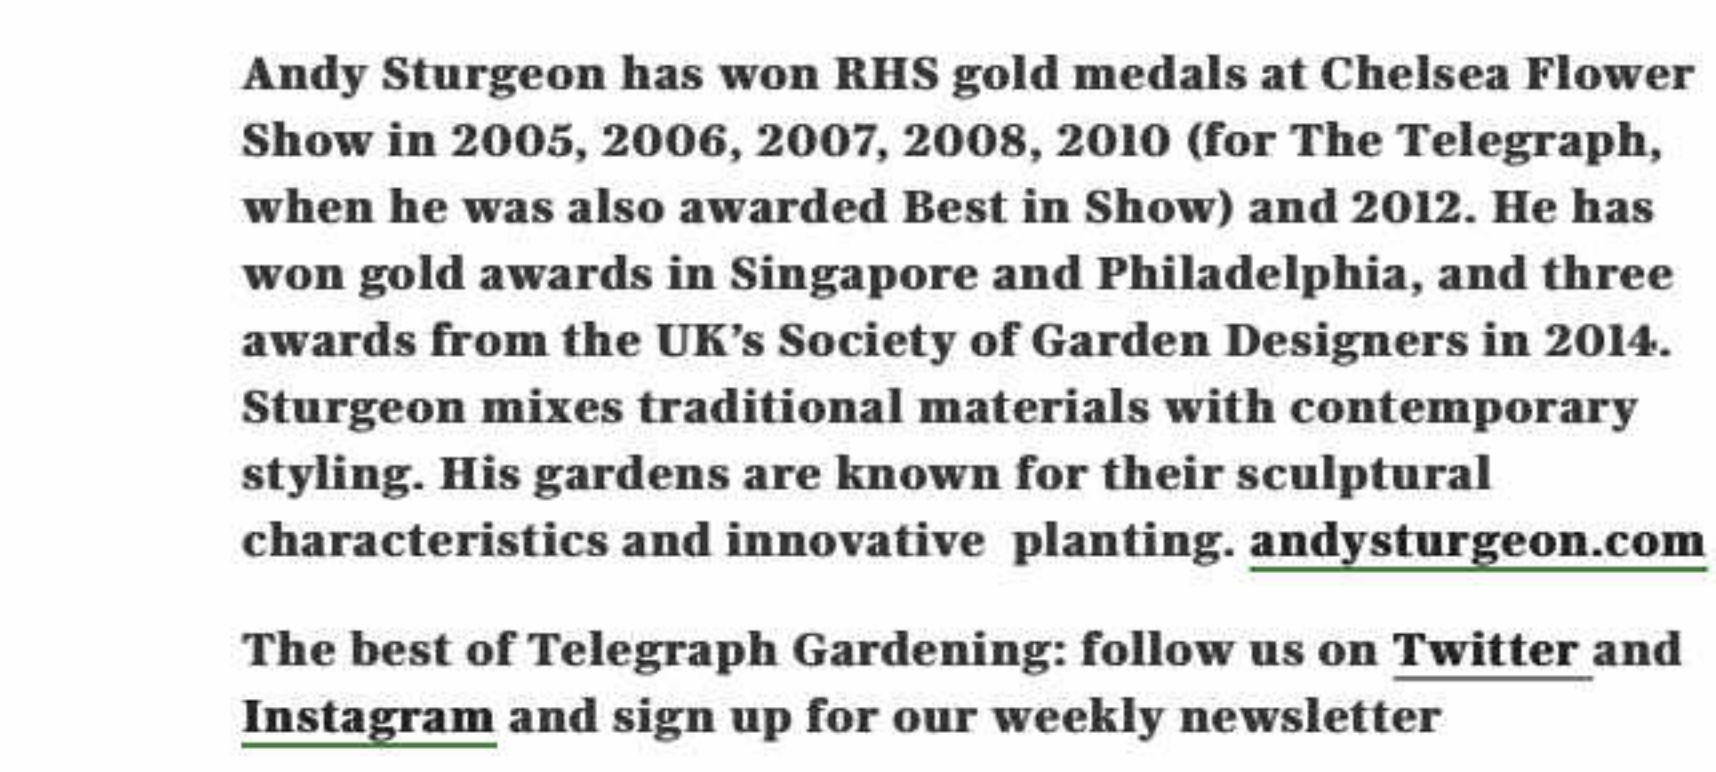 Andy Sturgeon has won RHS gold medals at Chelsea Flower
Show in 2005, 2006, 2007, 2008, 2010 (for The Telegraph,
when he was also awarded Best in Show) and 2012. He has
won gold awards in Singapore and Philadelphia, and three
awards from the UK’s Society of Garden Designers in 2014.
Sturgeon mixes traditional materials with contemporary
styling. His gardens are known for their sculptural
characteristics and innovative  planting. andysturgeon.com
The best of Telegraph Gardening: follow us on Twitter and
Instagram and sign up for our weekly newsletter